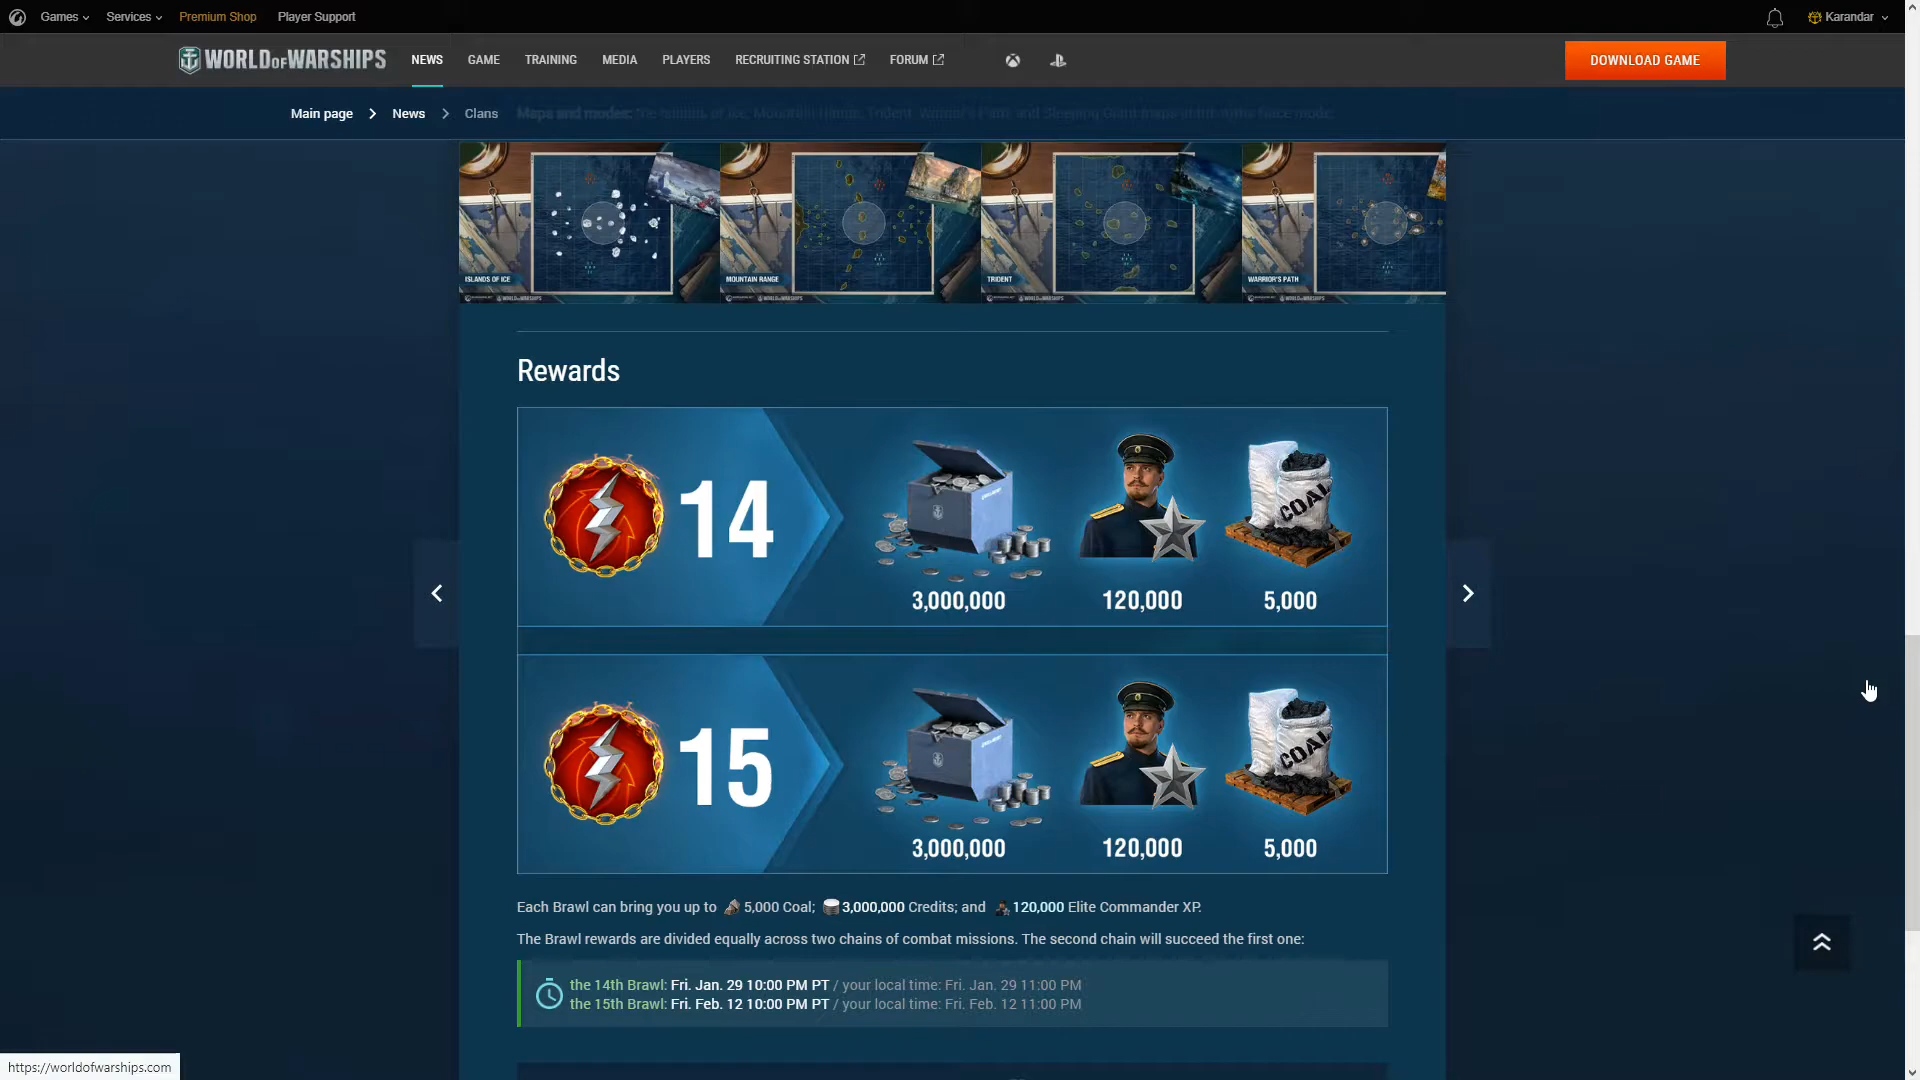 Games
Services
Premium Shop
Player Support
Karandar
WORLD OF WARSHIPS
NEWS
GAME
TRAINING
MEDIA
PLAYERS
RECRUITING STATION
FORUM
DOWNLOAD GAME
Main page
News
Clans
Maps and modes:
ISLANDS OF ICE
MOUNTAIN RANGE
TRIDENT
WARRIOR'S PATH
Rewards
14
COAL
3,000,000
120,000
5,000
15
COAL
3,000,000
120,000
5,000
Each Brawl can bring you up to 5,000 Coal; 3,000,000 Credits; and 120,000 Elite Commander XP.
The Brawl rewards are divided equally across two chains of combat missions. The second chain will succeed the first one:
the 14th Brawl: Fri. Jan. 29 10:00 PM PT / your local time: Fri. Jan. 29 11:00 PM
the 15th Brawl: Fri. Feb. 12 10:00 PM PT / your local time: Fri. Feb. 12 11:00 PM
https://worldofwarships.com